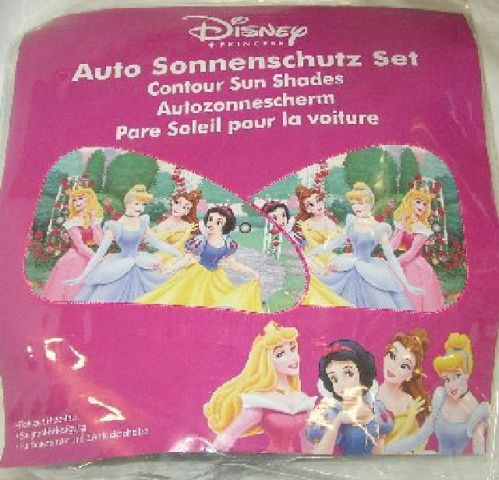 Disney
PRINCESS
Auto Sonnenschutz Set
Contour Sun Shades
Autozonnescherm
Pare Soleil pour la voiture